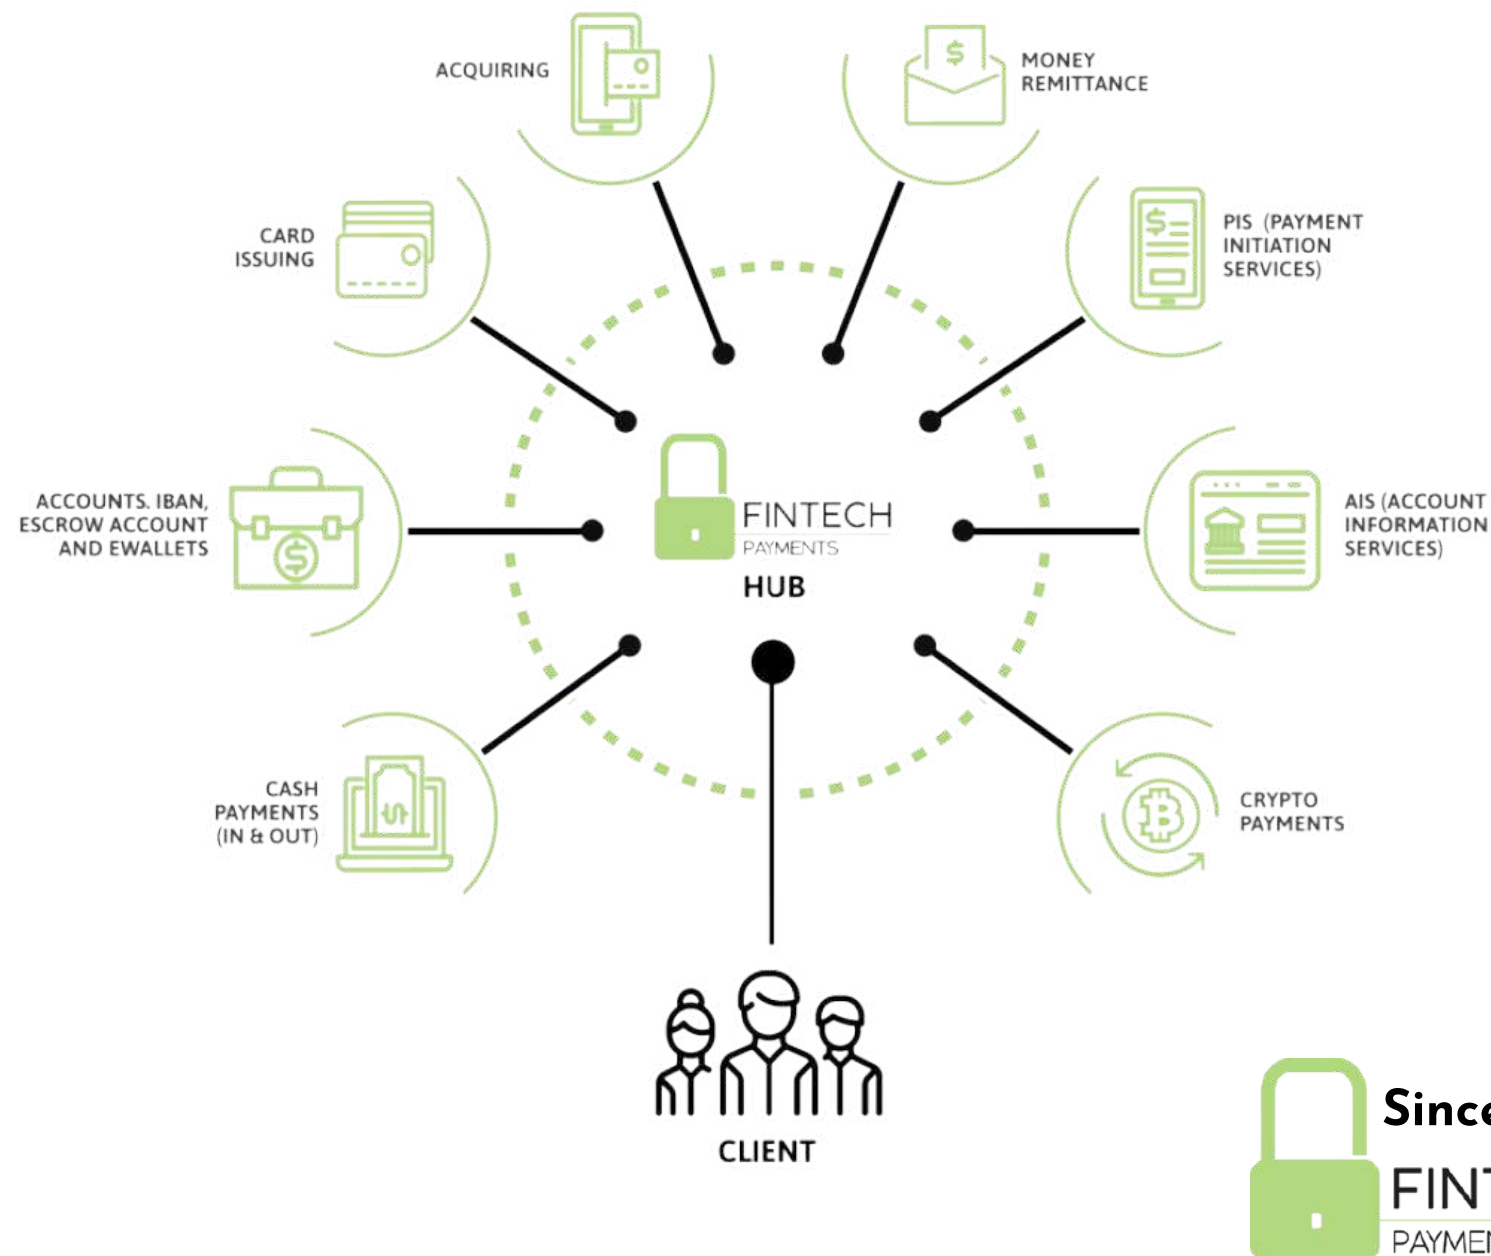 ACQUIRING
MONEY
REMITTANCE
CARD
ISSUING
PIS (PAYMENT
INITIATION
SERVICES)
ACCOUNTS. IBAN,
ESCROW ACCOUNT
AND EWALLETS
FINTECH
PAYMENTS
HUB
AIS (ACCOUNT
INFORMATION
SERVICES)
CASH
PAYMENTS
(IN & OUT)
CRYPTO
PAYMENTS
CLIENT
Since